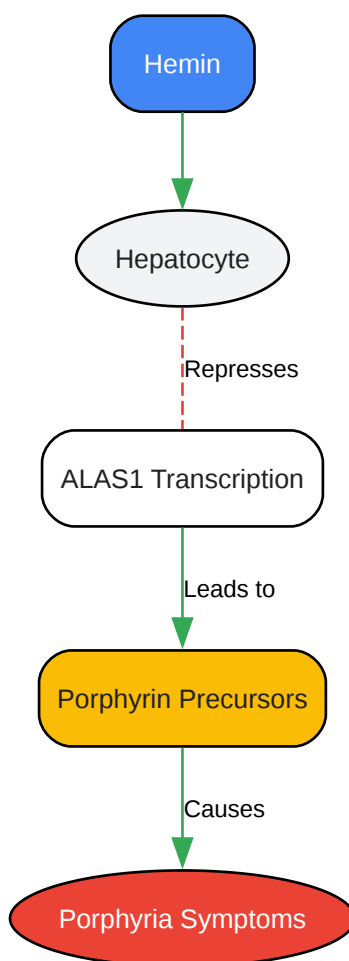 Hemin
Hepatocyte
Represses
ALAS1 Transcription
Leads to
Porphyrin Precursors
Causes
Porphyria Symptoms